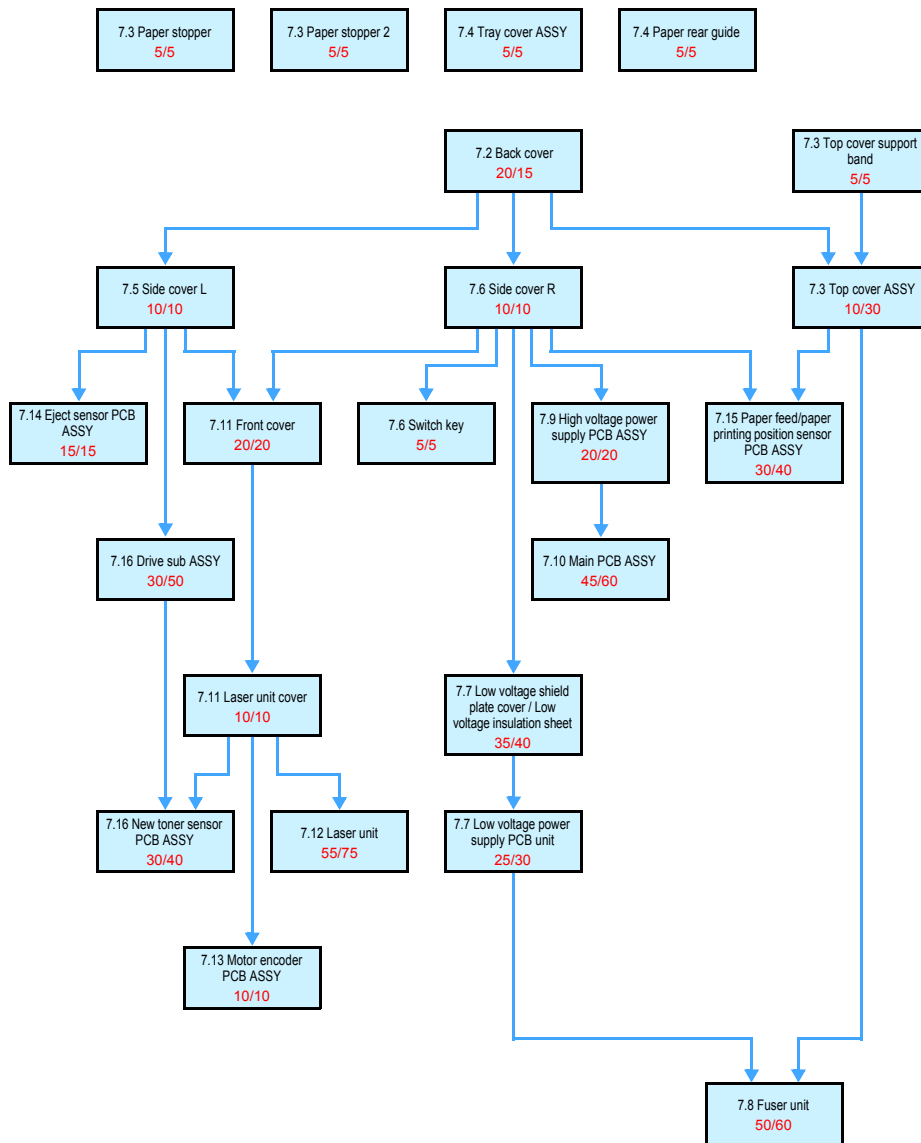 7.3 Paper stopper
5/5
7.3 Paper stopper 2
5/5
7.4 Tray cover ASSY
5/5
7.4 Paper rear guide
5/5
7.2 Back cover
20/15
7.3 Top cover support
band
5/5
7.5 Side cover L
10/10
7.6 Side cover R
10/10
7.3 Top cover ASSY
10/30
7.14 Eject sensor PCB
ASSY
15/15
7.11 Front cover
20/20
7.6 Switch key
5/5
7.9 High voltage power
supply PCB ASSY
20/20
7.15 Paper feed/paper
printing position sensor
PCB ASSY
30/40
7.16 Drive sub ASSY
30/50
7.10 Main PCB ASSY
45/60
7.11 Laser unit cover
10/10
7.7 Low voltage shield
plate cover / Low
voltage insulation sheet
35/40
7.16 New toner sensor
PCB ASSY
30/40
7.12 Laser unit
55/75
7.7 Low voltage power
supply PCB unit
25/30
7.13 Motor encoder
PCB ASSY
10/10
7.8 Fuser unit
50/60